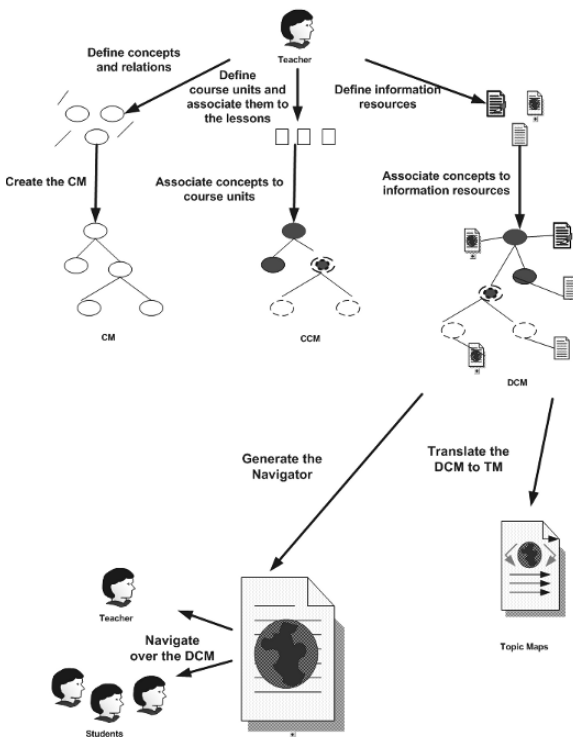 Teacher
Define concepts
and relations
Define
course units and
associate them to
the lessons
Define information
resources
Create the CM
Associate concepts to
course units
Associate concepts to
information resources
CM
CCM
DCM
Generate the
Navigator
Translate the
DCM to TM
Teacher
Navigate
over the DCM
Students
Topic Maps